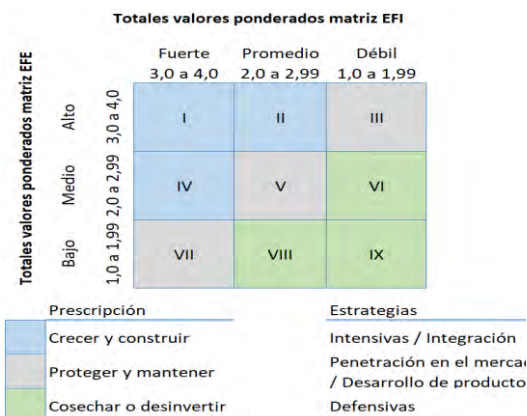 Totales valores ponderados matriz EFI
Fuerte Promedio Débil
3,0 a 4,0 2,0 a 2,99 1,0 a 1,99
Totales valores ponderados matriz EFE
Alto
3,0 a 4,0
I II III
Medio
2,0 a 2,99
IV V VI
Bajo
1,0 a 1,99
VII VIII IX
Prescripción Estrategias
Crecer y construir Intensivas / Integración
Proteger y mantener Penetración en el mercad
/ Desarrollo de producto
Cosechar o desinvertir Defensivas